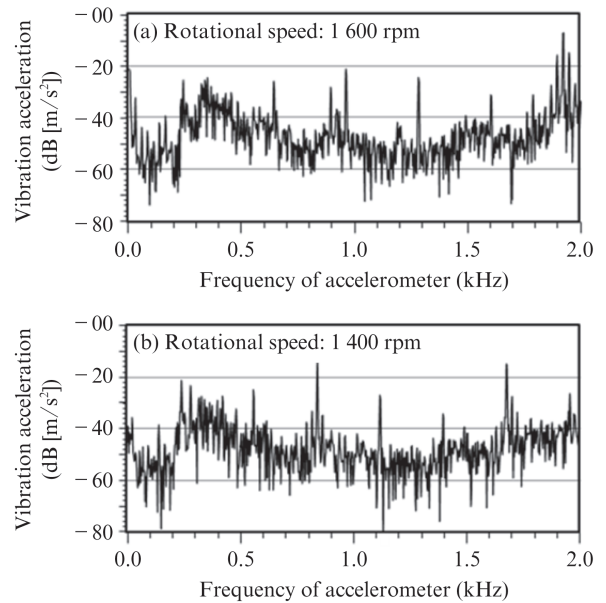 (a) Rotational speed: 1 600 rpm
Vibration acceleration
(dB [m/s²])
−00
−20
−40
−60
−80
0.0 0.5 1.0 1.5 2.0
Frequency of accelerometer (kHz)
(b) Rotational speed: 1 400 rpm
Vibration acceleration
(dB [m/s²])
−00
−20
−40
−60
−80
0.0 0.5 1.0 1.5 2.0
Frequency of accelerometer (kHz)